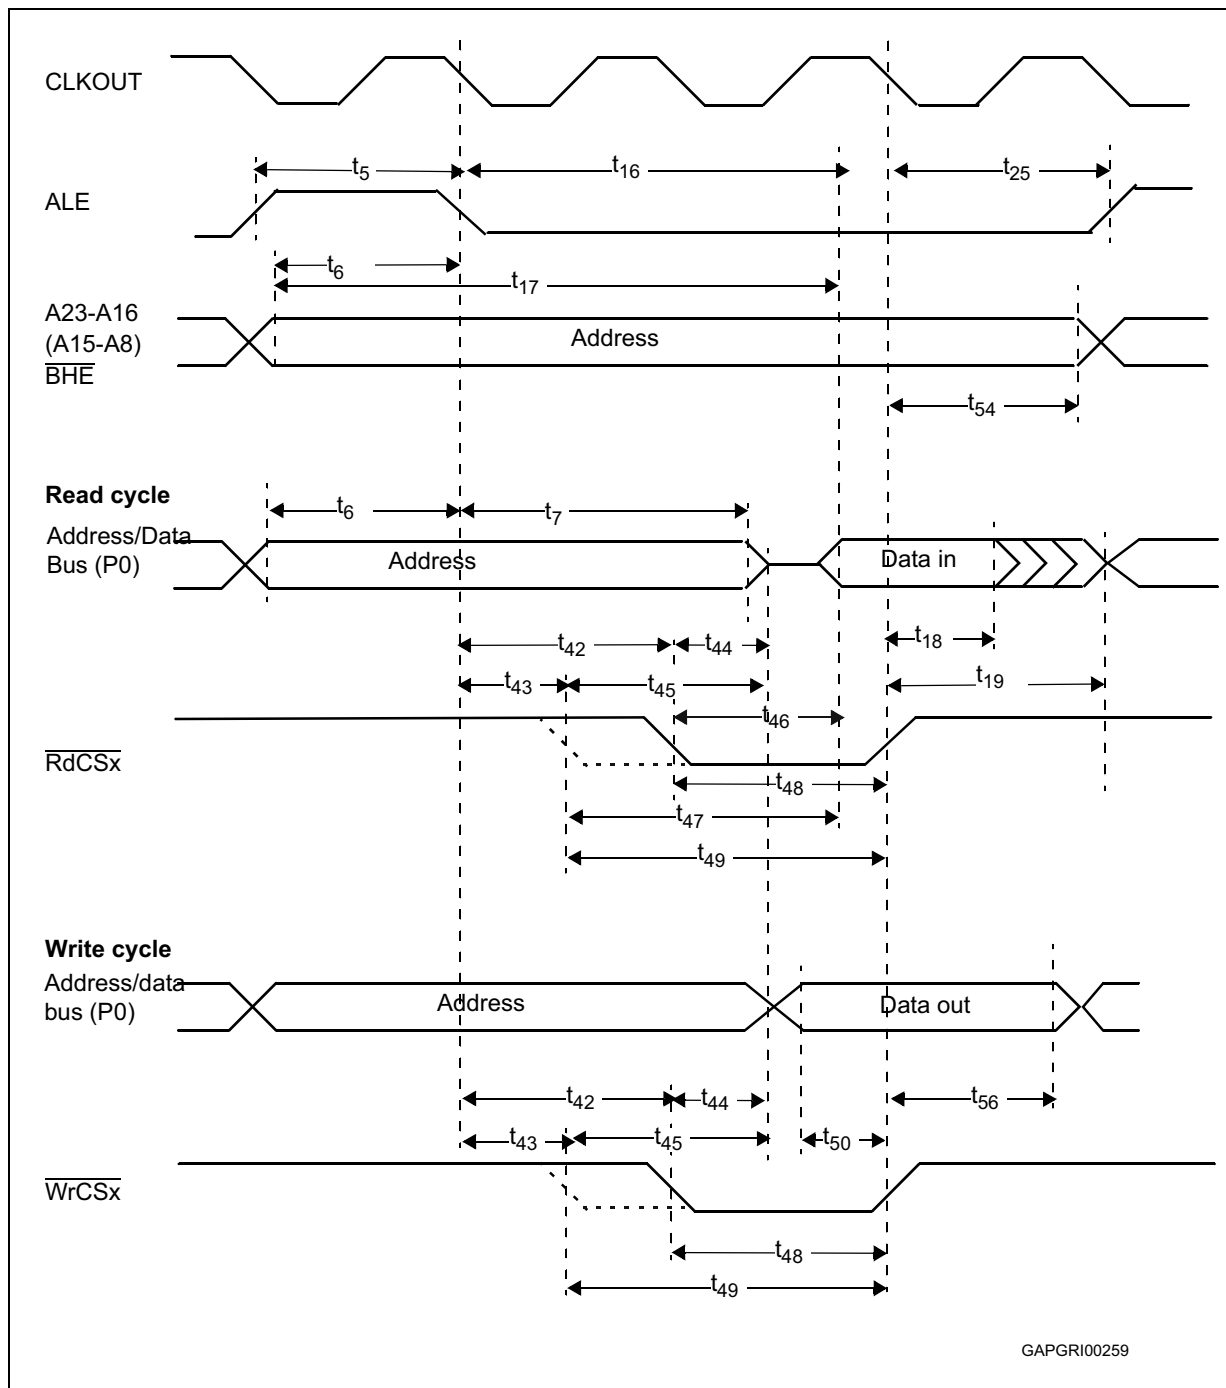 CLKOUT
t5 t16 t25
ALE
t6
t17
A23-A16
(A15-A8)
BHE
Address
t54
Read cycle
t6 t7
Address/Data
Bus (P0)
Address
Data in
t42 t44 t18
t43 t45 t19
t46
RdCSx
t48
t47
t49
Write cycle
Address/data
bus (P0)
Address
Data out
t42 t44 t56
t43 t45 t50
WrCSx
t48
t49
GAPGRI00259